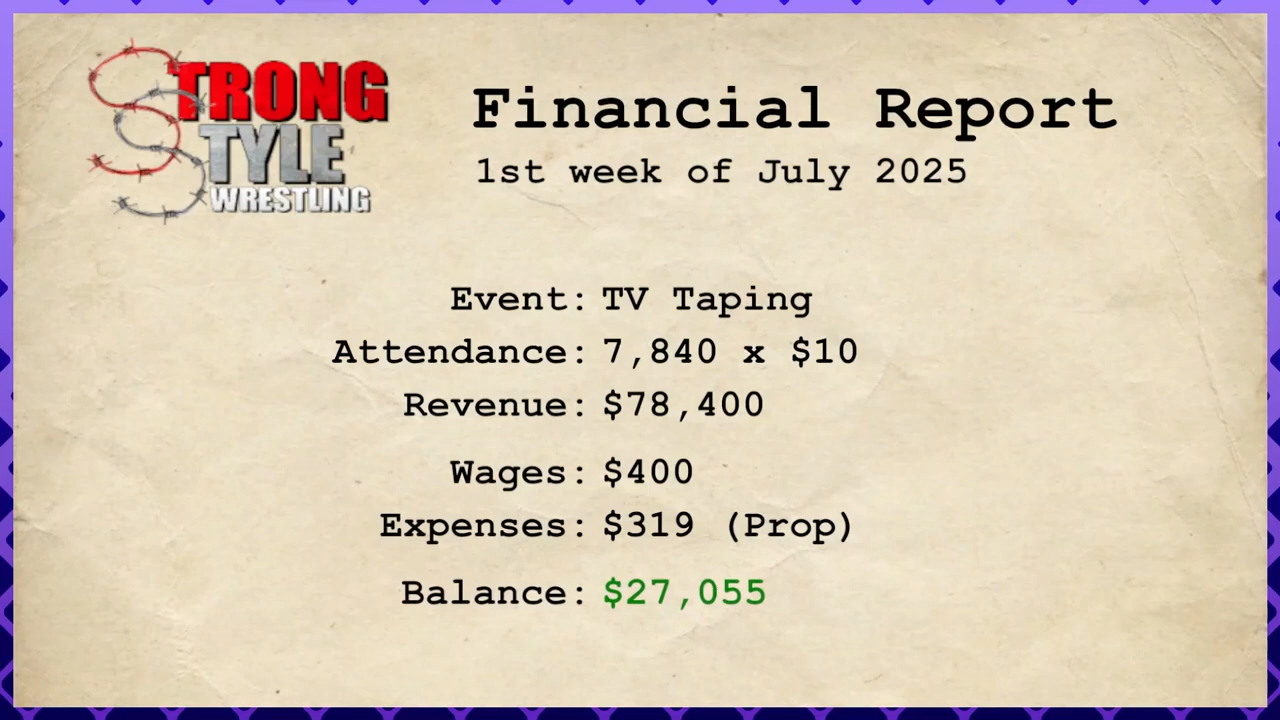 STRONG
STYLE
WRESTLING
Financial Report
1st week of July 2025
Event: TV Taping
Attendance: 7,840 x $10
Revenue: $78,400
Wages: $400
Expenses: $319 (Prop)
Balance: $27,055